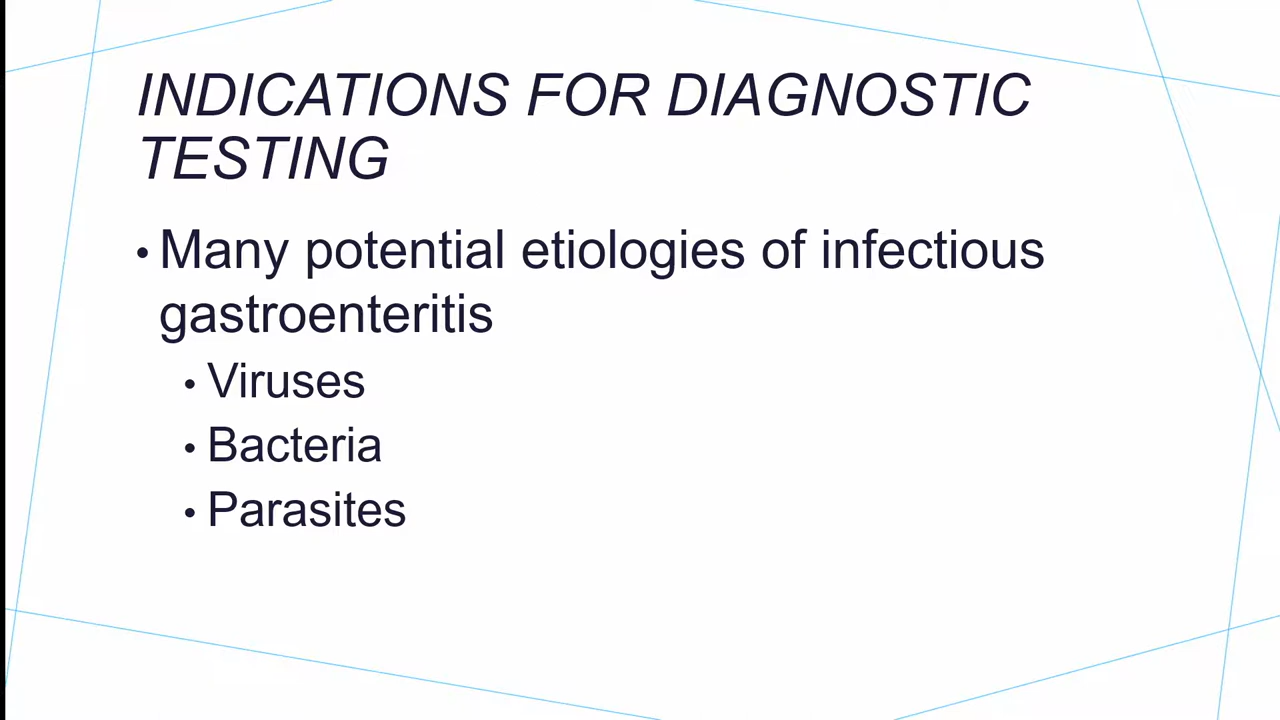 INDICATIONS FOR DIAGNOSTIC
TESTING
• Many potential etiologies of infectious
gastroenteritis
• Viruses
• Bacteria
• Parasites